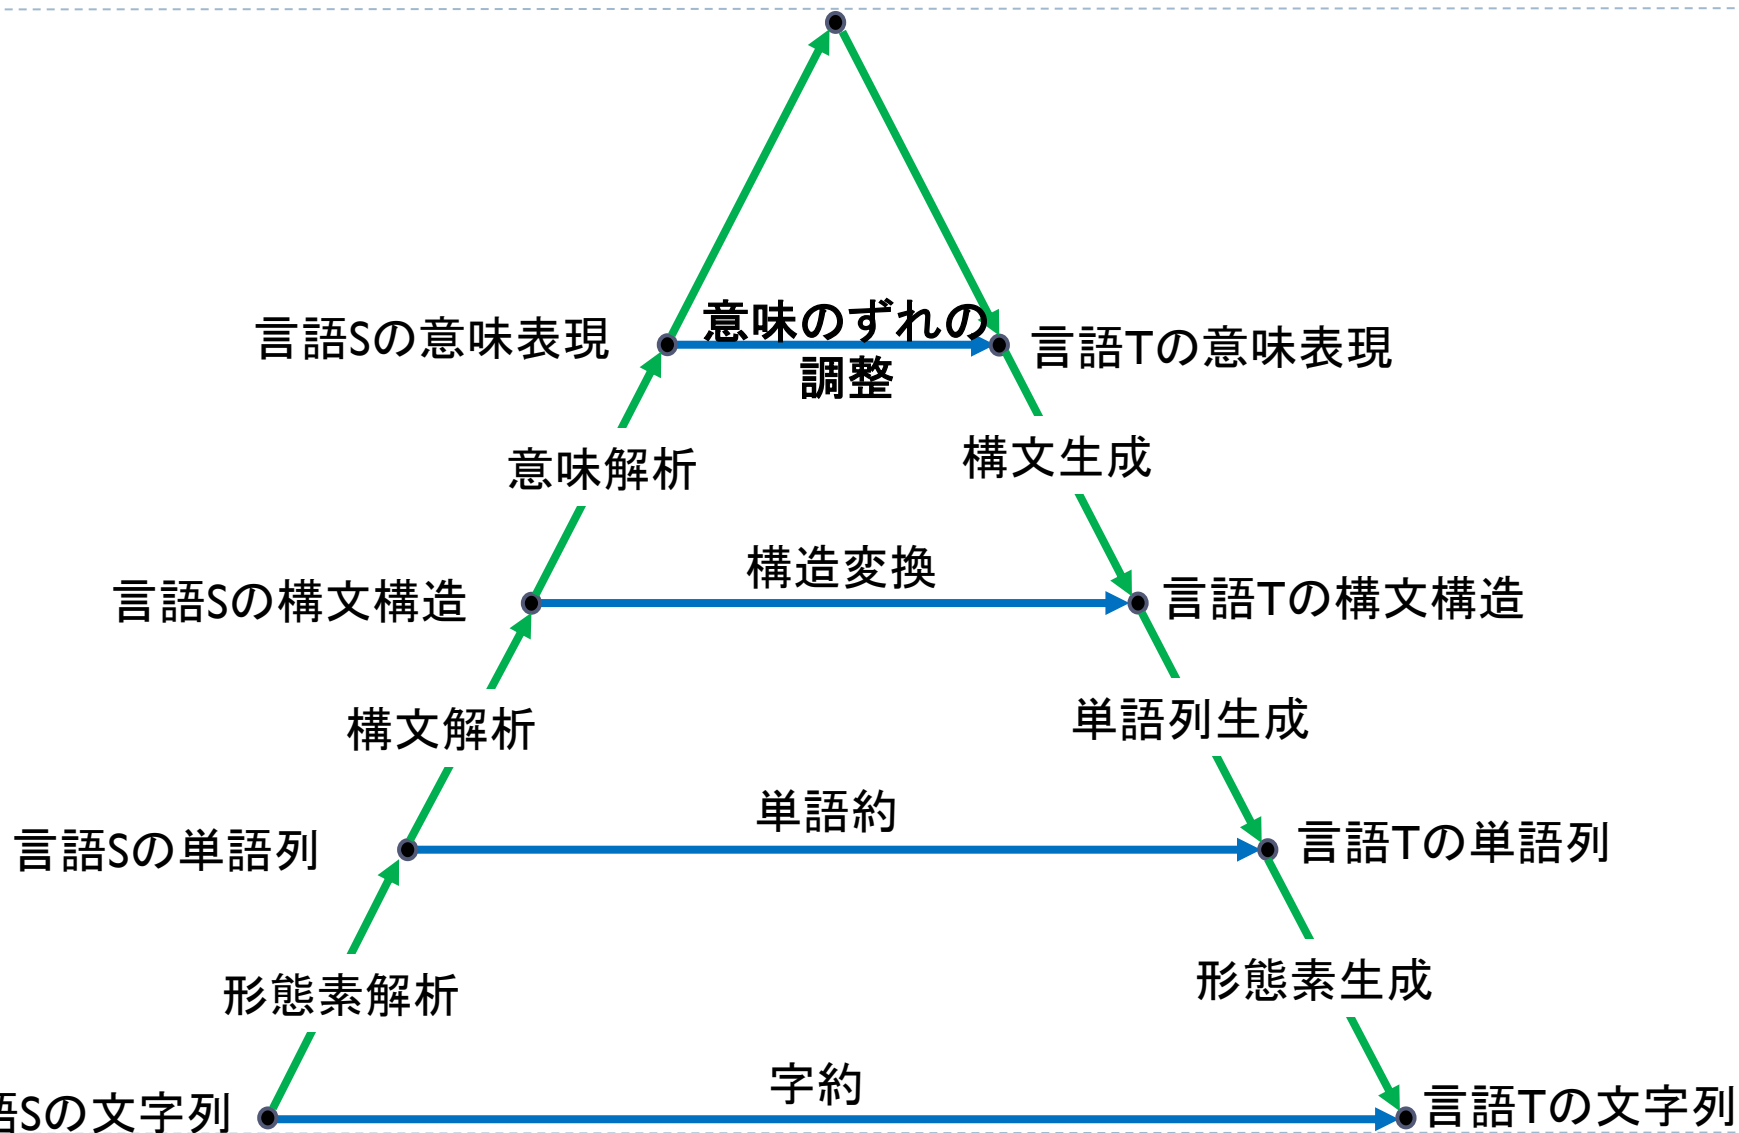 意味のずれの
調整
言語Sの意味表現
言語Tの意味表現
意味解析
構文生成
構造変換
言語Sの構文構造
言語Tの構文構造
構文解析
単語列生成
単語約
言語Sの単語列
言語Tの単語列
形態素解析
形態素生成
字約
語Sの文字列
言語Tの文字列